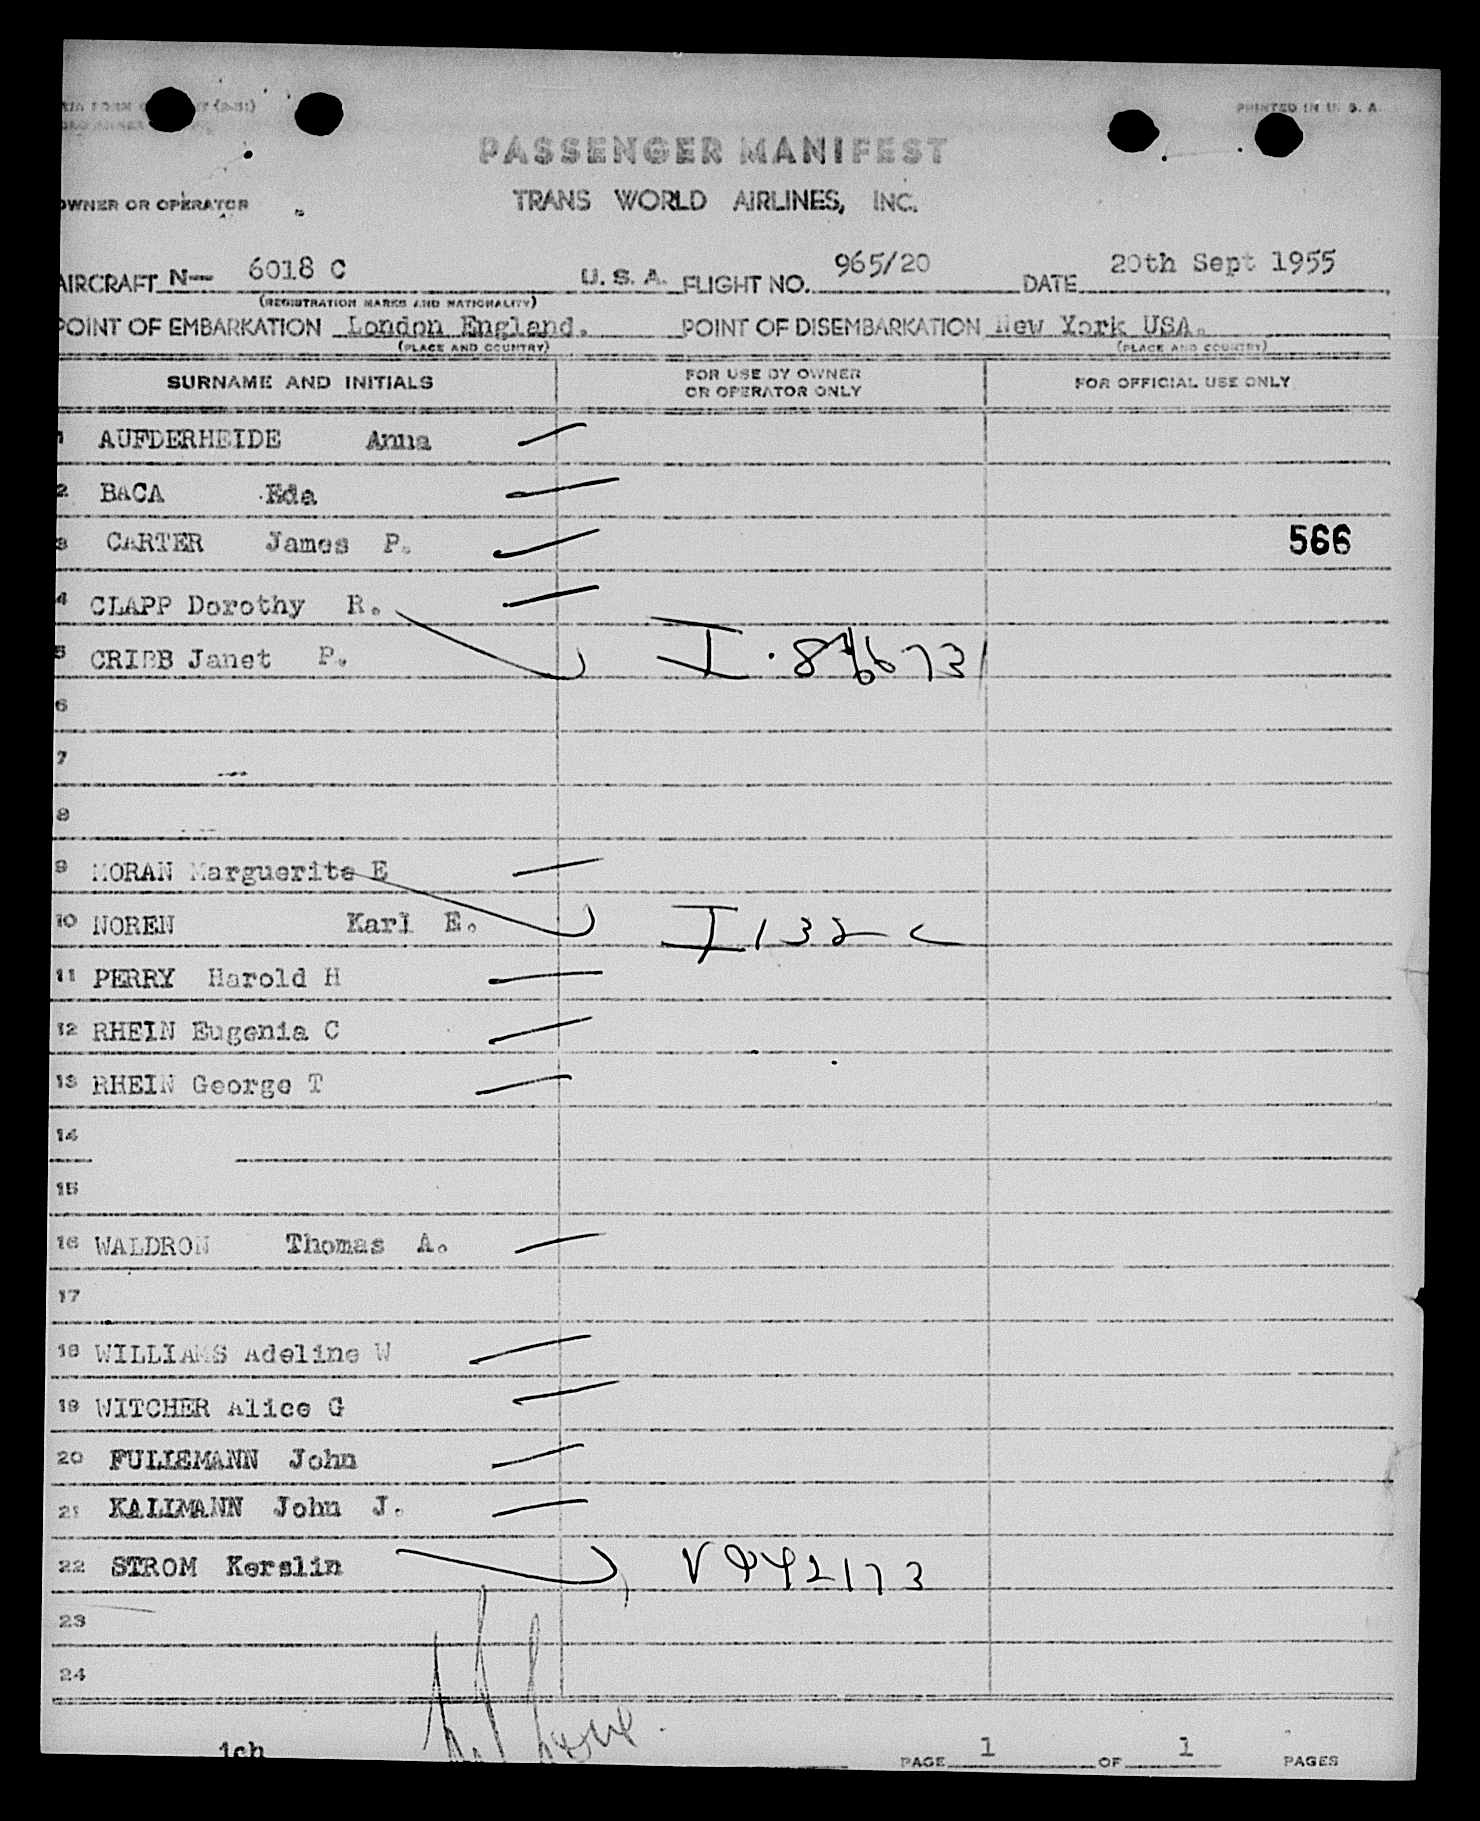 PRINTED IN U. S. A.
PASSENGER MANIFEST
OWNER OR OPERATOR
TRANS WORLD AIRLINES, INC.
AIRCRAFT N— 6018 C U. S. A. FLIGHT NO. 965/20 DATE 20th Sept 1955
(REGISTRATION MARKS AND NATIONALITY)
POINT OF EMBARKATION London England. POINT OF DISEMBARKATION New York USA.
(PLACE AND COUNTRY) (PLACE AND COUNTRY)
SURNAME AND INITIALS FOR USE BY OWNER OR OPERATOR ONLY FOR OFFICIAL USE ONLY
1 AUFDERHEIDE Anna
2 BACA Eda
3 CARTER James P. 566
4 CLAPP Dorothy R.
5 CRIBB Janet P.
6
7
8
9 MORAN Marguerite E
10 NOREN Karl E. I 132 C
11 PERRY Harold H
12 RHEIN Eugenia C
13 RHEIN George T
14
15
16 WALDRON Thomas A.
17
18 WILLIAMS Adeline W
19 WITCHER Alice G
20 FULIEMANN John
21 KALLMANN John J.
22 STROM Kerslin
23
24
1ch
PAGE 1 OF 1 PAGES